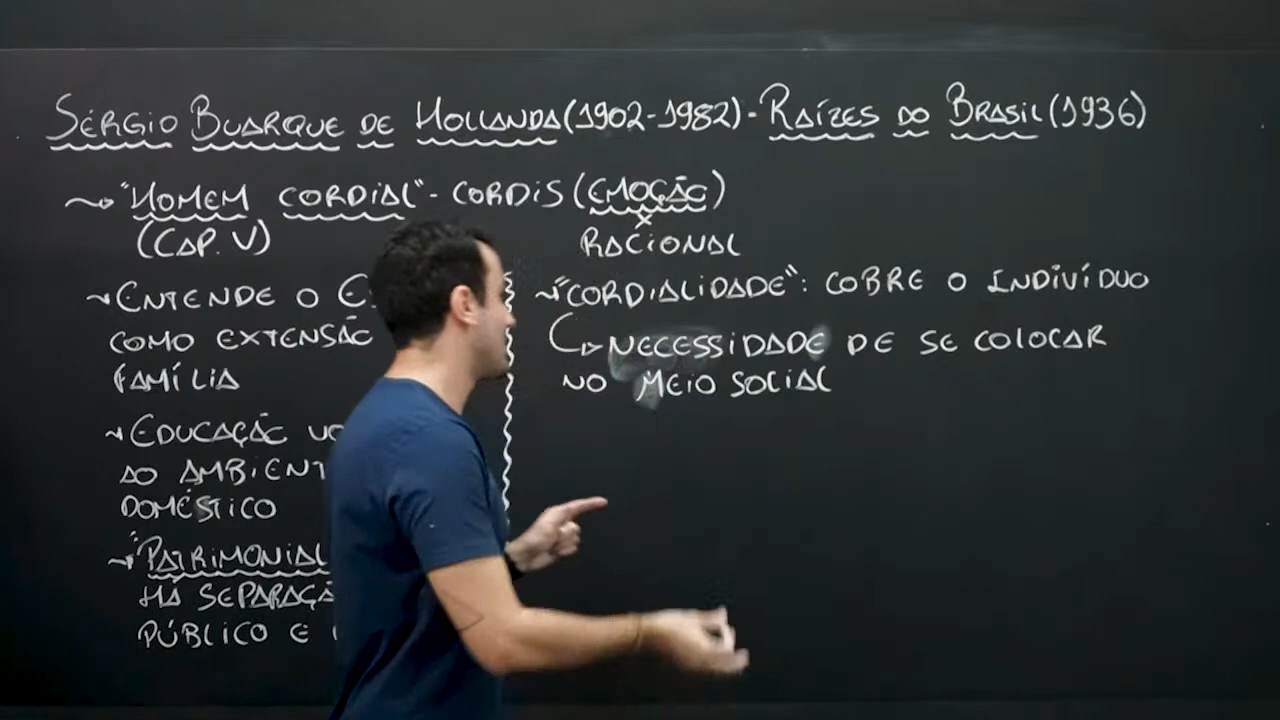 SÉRGIO BUARQUE DE HOLLANDA (1902-1982) - RAÍZES DO BRASIL (1936)
"HOMEM CORDIAL" - CORDIS (EMOÇÃO)
(CAP. V)
X
RACIONAL
ENTENDE O
COMO EXTENSÃO
FAMÍLIA
EDUCAÇÃO
AO AMBIENT
DOMÉSTICO
"PATRIMONIAL
HÁ SEPARAÇÃ
PÚBLICO E
"CORDIALIDADE": COBRE O INDIVÍDUO
NECESSIDADE DE SE COLOCAR
NO MEIO SOCIAL